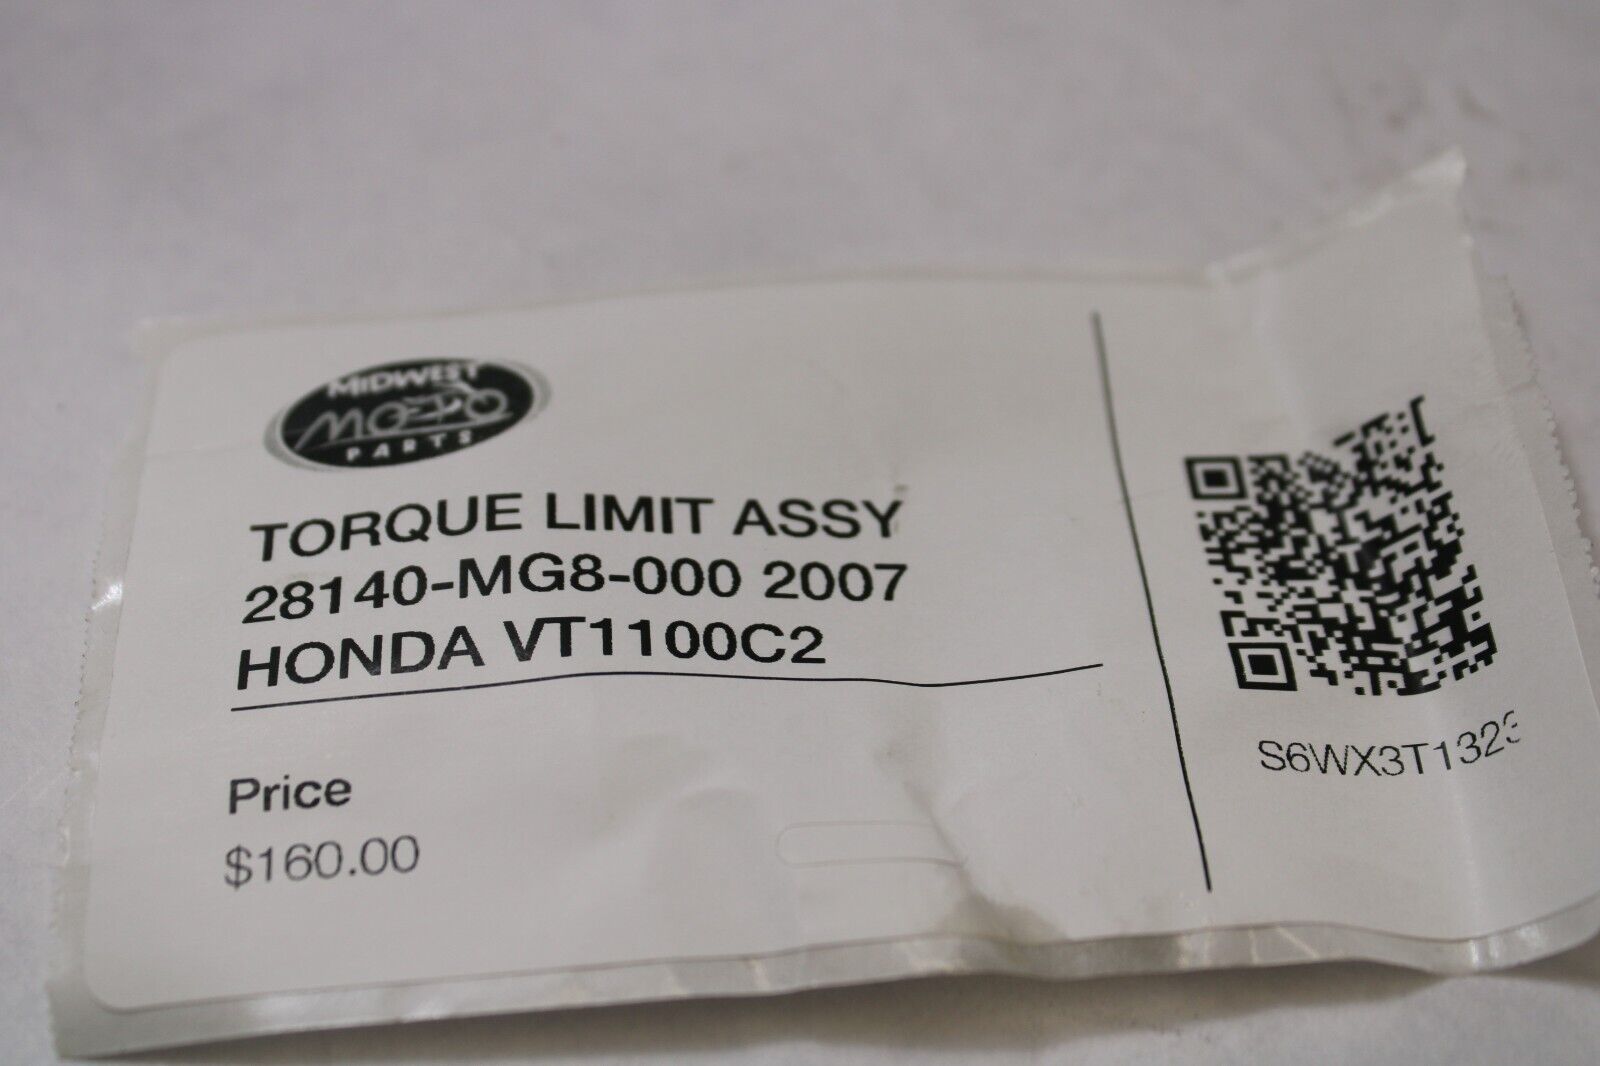 MIDWEST
MOTO
PARTS
TORQUE LIMIT ASSY
28140-MG8-000 2007
HONDA VT1100C2
Price
$160.00
S6WX3T1323